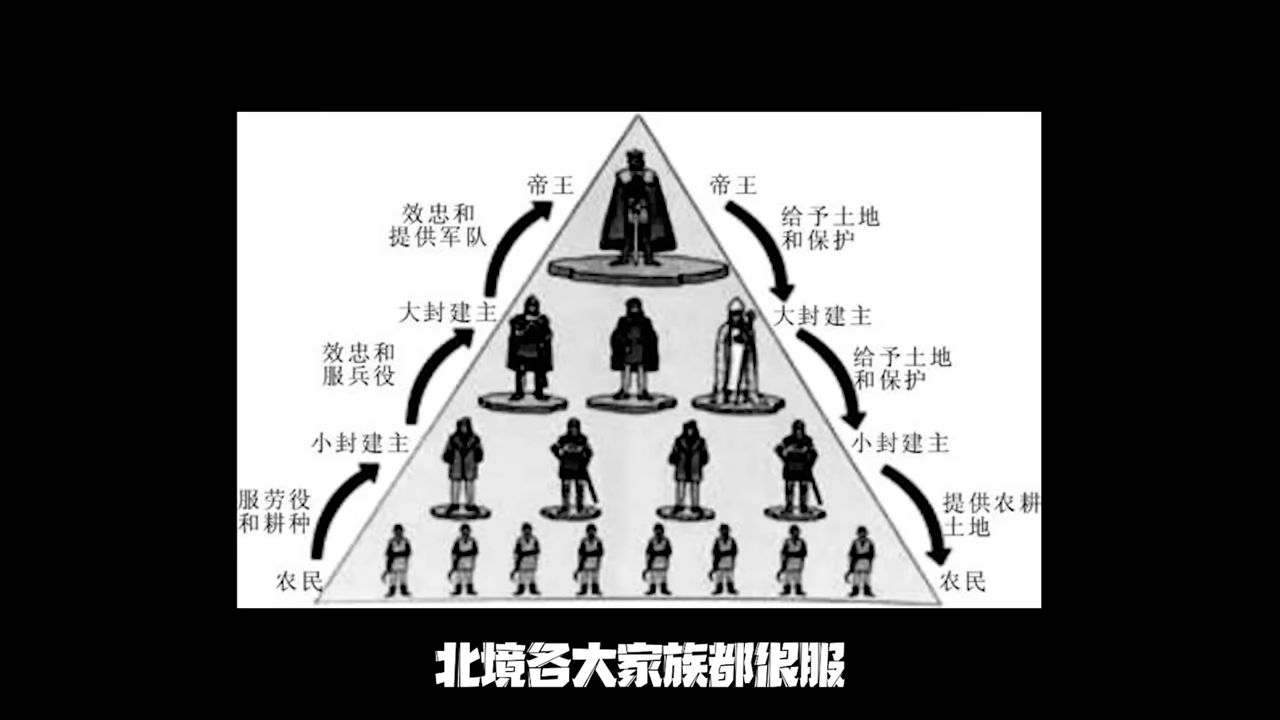 帝王
帝王
效忠和
提供军队
给予土地
和保护
大封建主
大封建主
效忠和
服兵役
给予土地
和保护
小封建主
小封建主
服劳役
和耕种
提供农耕
土地
农民
农民
北境各大家族都很服